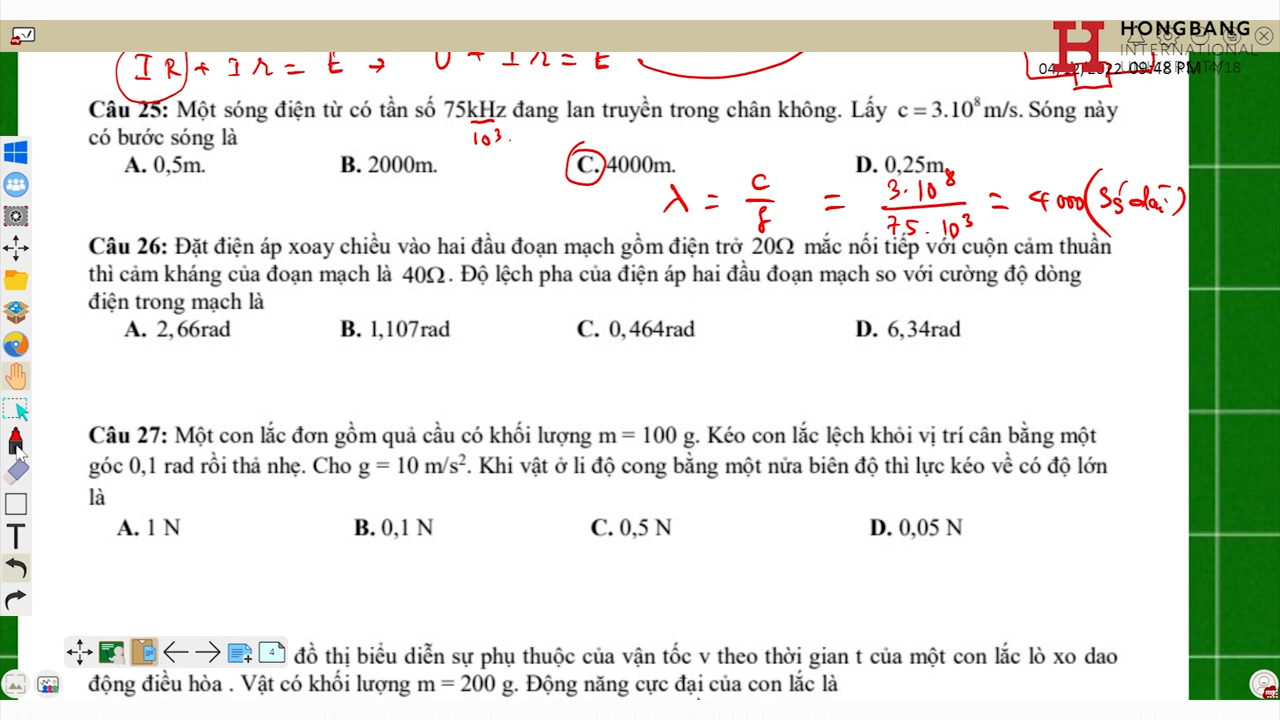 HONGBANG
INTERNATIONAL
04/12/2022 09:48 PM
IR + Ir = E → U + Ir = E
Câu 25: Một sóng điện từ có tần số 75kHz đang lan truyền trong chân không. Lấy c = 3.10⁸ m/s. Sóng này
có bước sóng là
10³.
A. 0,5m. B. 2000m. C. 4000m. D. 0,25m.
λ = c/f = 3.10⁸/75.10³ = 4000 (
Câu 26: Đặt điện áp xoay chiều vào hai đầu đoạn mạch gồm điện trở 20Ω mắc nối tiếp với cuộn cảm thuần
thì cảm kháng của đoạn mạch là 40Ω. Độ lệch pha của điện áp hai đầu đoạn mạch so với cường độ dòng
điện trong mạch là
A. 2,66rad B. 1,107rad C. 0,464rad D. 6,34rad
Câu 27: Một con lắc đơn gồm quả cầu có khối lượng m = 100 g. Kéo con lắc lệch khỏi vị trí cân bằng một
góc 0,1 rad rồi thả nhẹ. Cho g = 10 m/s². Khi vật ở li độ cong bằng một nửa biên độ thì lực kéo về có độ lớn
là
A. 1 N B. 0,1 N C. 0,5 N D. 0,05 N
4
đồ thị biểu diễn sự phụ thuộc của vận tốc v theo thời gian t của một con lắc lò xo dao
động điều hòa . Vật có khối lượng m = 200 g. Động năng cực đại của con lắc là